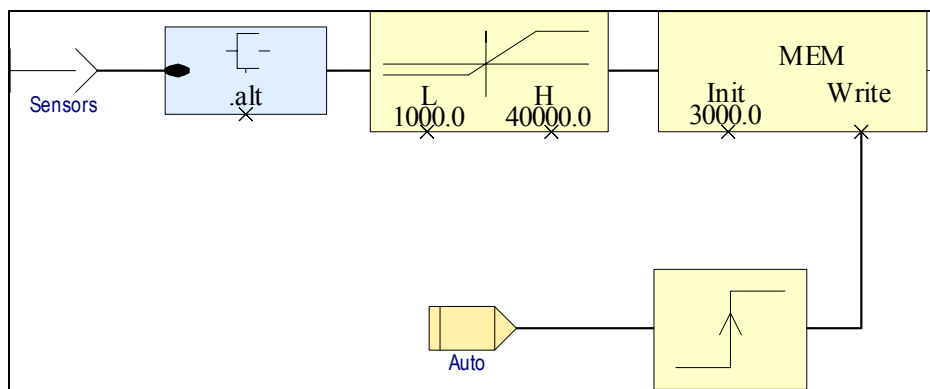 Sensors
.alt
L H
1000.0 40000.0
MEM
Init Write
3000.0
Auto